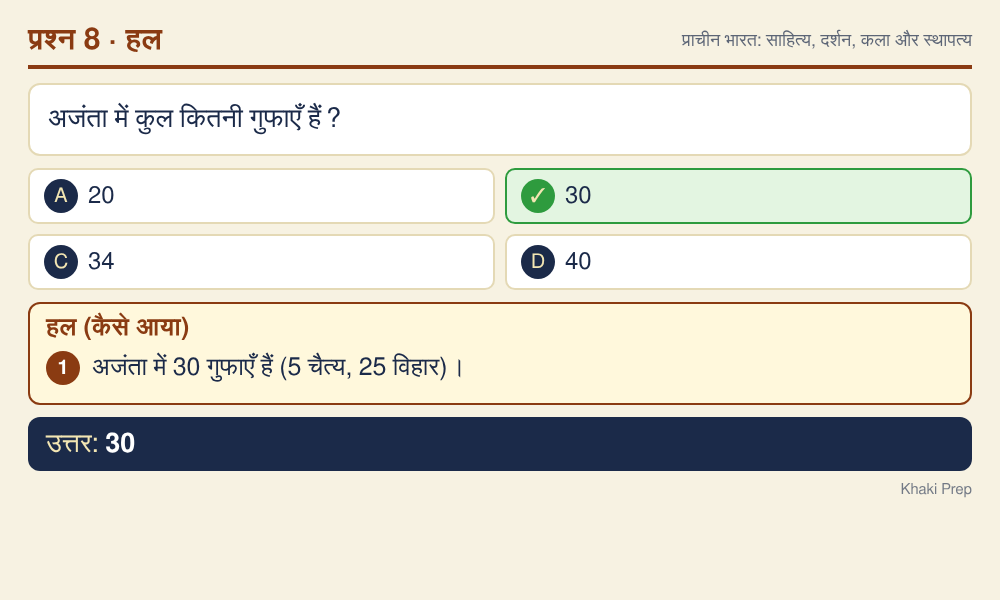 प्रश्न 8 · हल
प्राचीन भारत: साहित्य, दर्शन, कला और स्थापत्य
अजंता में कुल कितनी गुफाएँ हैं ?
A 20
✓ 30
C 34
D 40
हल (कैसे आया)
1 अजंता में 30 गुफाएँ हैं (5 चैत्य, 25 विहार) ।
उत्तर: 30
Khaki Prep